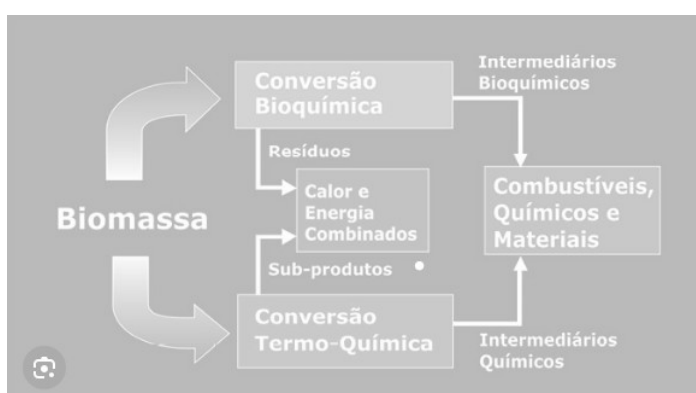 Intermediários
Bioquímicos
Conversão
Bioquímica
Resíduos
Calor e
Energia
Combinados
Combustíveis,
Químicos e
Materiais
Biomassa
Sub-produtos
Conversão
Termo-Química
Intermediários
Químicos